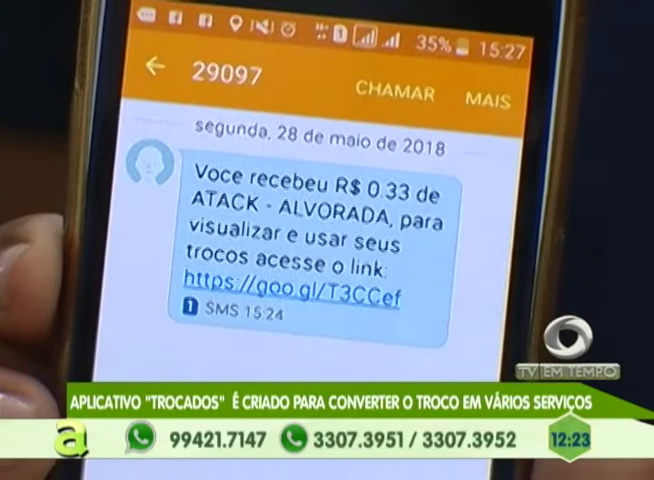 35% 15:27
29097 CHAMAR MAIS
segunda, 28 de maio de 2018
Voce recebeu R$ 0.33 de
ATACK - ALVORADA, para
visualizar e usar seus
trocos acesse o link:
https://goo.gl/T3CCef
1 SMS 15:24
TV EM TEMPO
APLICATIVO "TROCADOS" É CRIADO PARA CONVERTER O TROCO EM VÁRIOS SERVIÇOS
a 99421.7147 3307.3951 / 3307.3952 12:23